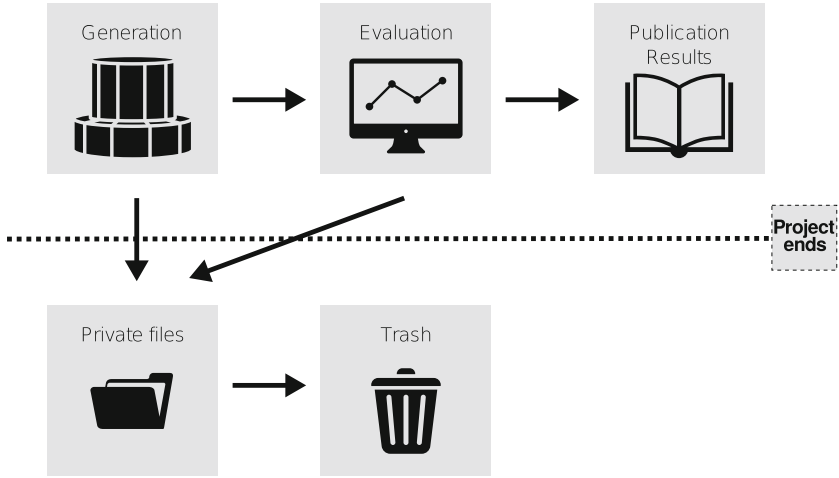 Generation
Evaluation
Publication
Results
Project
ends
Private files
Trash